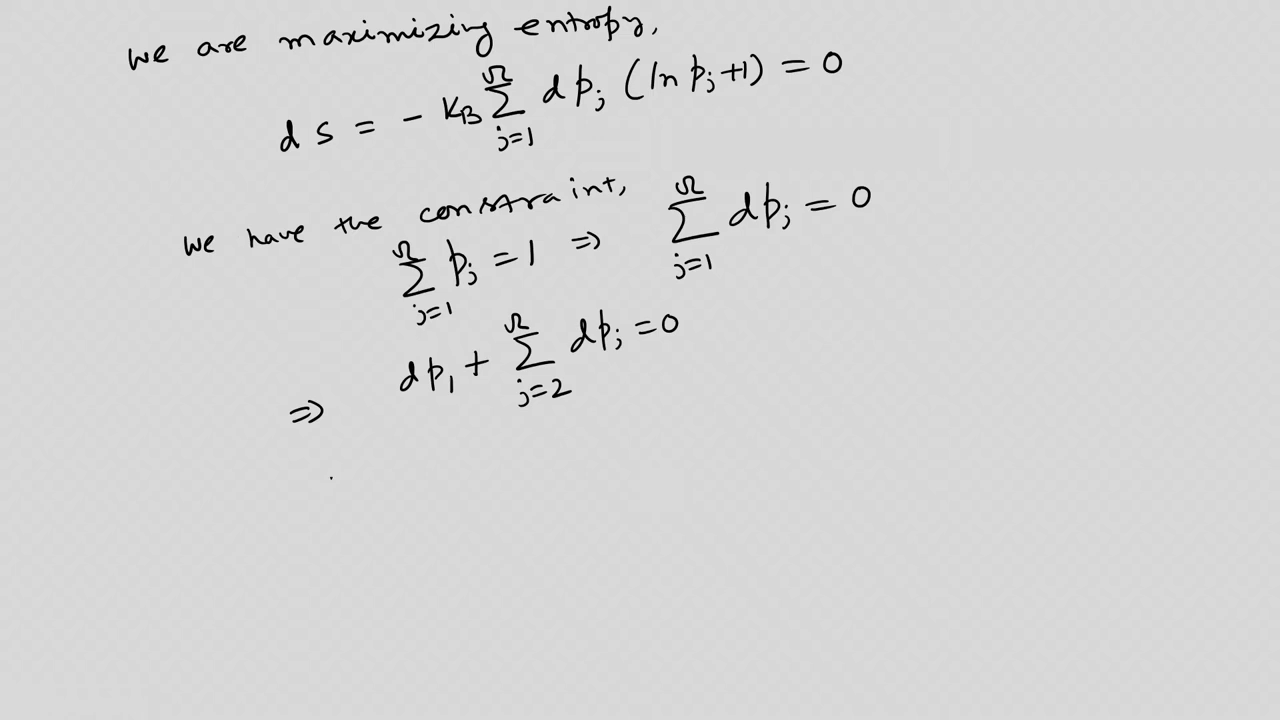 we are maximizing entropy,
d s = - K_B Σ_{j=1}^{Ω} dp_j (ln p_j + 1) = 0
we have the constraint,
Σ_{j=1}^{Ω} p_j = 1 ⇒ Σ_{j=1}^{Ω} dp_j = 0
⇒ dp_1 + Σ_{j=2}^{Ω} dp_j = 0